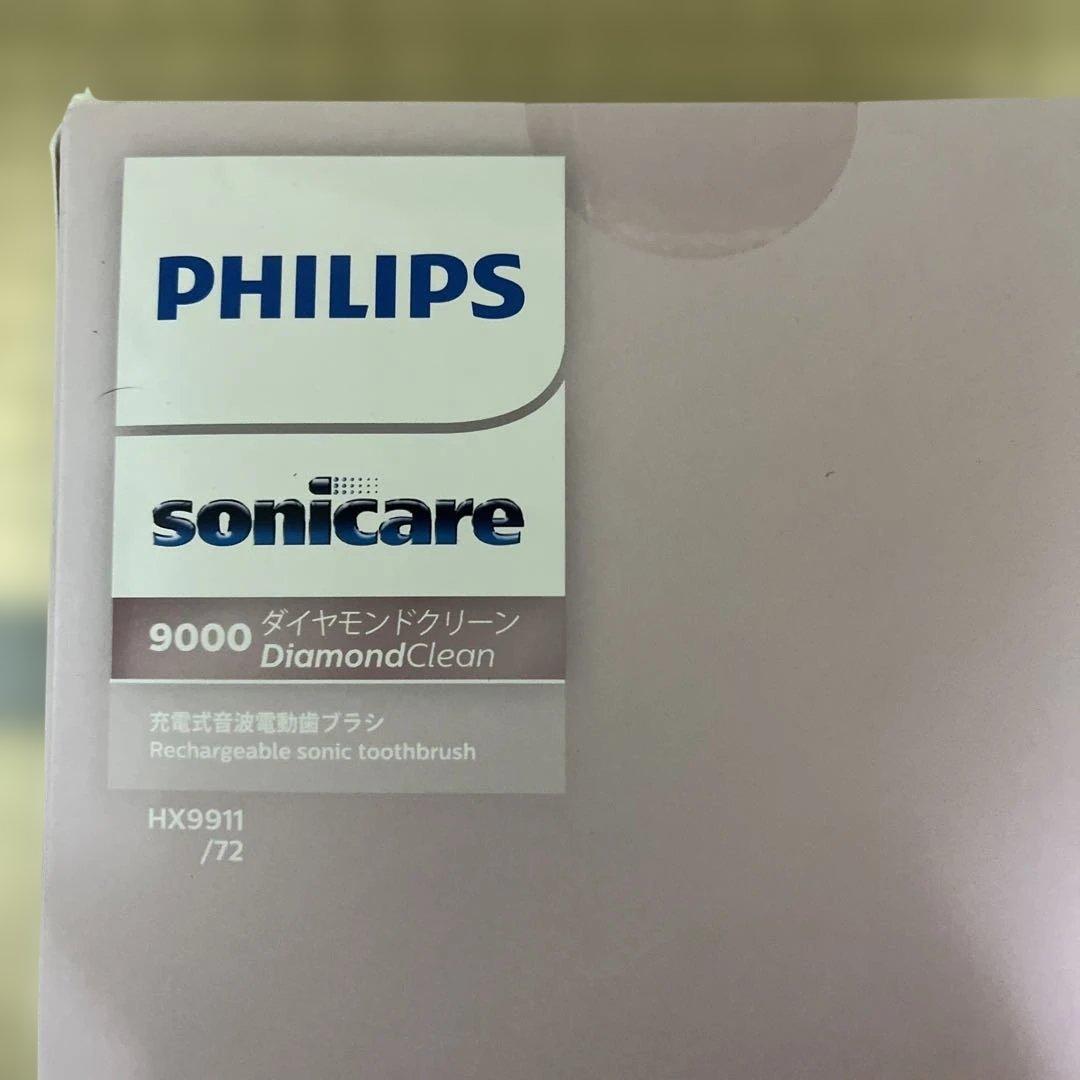 PHILIPS
sonicare
9000 ダイヤモンドクリーン
DiamondClean
充電式音波電動歯ブラシ
Rechargeable sonic toothbrush
HX9911
/72